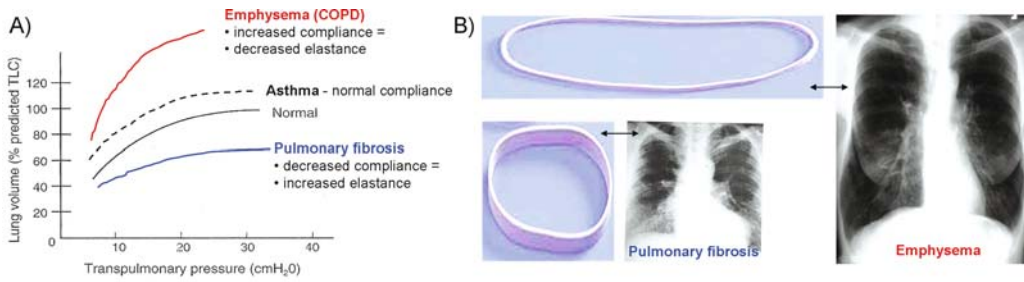 A)
Emphysema (COPD)
• increased compliance =
• decreased elastance
Asthma - normal compliance
Normal
Pulmonary fibrosis
• decreased compliance =
• increased elastance
Lung volume (% predicted TLC)
120
100
80
60
40
20
0
10
20
30
40
Transpulmonary pressure (cmH20)
B)
Pulmonary fibrosis
Emphysema